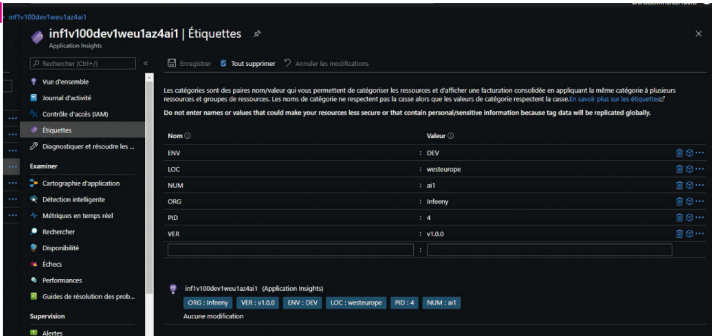 inf1v100dev1weu1az4ai1
inf1v100dev1weu1az4ai1 | Étiquettes
Application Insights
Rechercher (Ctrl+/)
Enregistrer Tout supprimer Annuler les modifications
Vue d'ensemble
Journal d'activité
Contrôle d'accès (IAM)
Étiquettes
Diagnostiquer et résoudre les ...
Examiner
Cartographie d'application
Détection intelligente
Métriques en temps réel
Rechercher
Disponibilité
Échecs
Performances
Guides de résolution des prob...
Supervision
Alertes
Les catégories sont des paires nom/valeur qui vous permettent de catégoriser les ressources et d'afficher une facturation consolidée en appliquant la même catégorie à plusieurs
ressources et groupes de ressources. Les noms de catégorie ne respectent pas la casse alors que les valeurs de catégorie respectent la casse.En savoir plus sur les étiquettes
Do not enter names or values that could make your resources less secure or that contain personal/sensitive information because tag data will be replicated globally.
Nom Valeur
ENV : DEV
LOC : westeurope
NUM : ai1
ORG : Infeeny
PID : 4
VER : v1.0.0
:
inf1v100dev1weu1az4ai1 (Application Insights)
ORG : Infeeny VER : v1.0.0 ENV : DEV LOC : westeurope PID : 4 NUM : ai1
Aucune modification